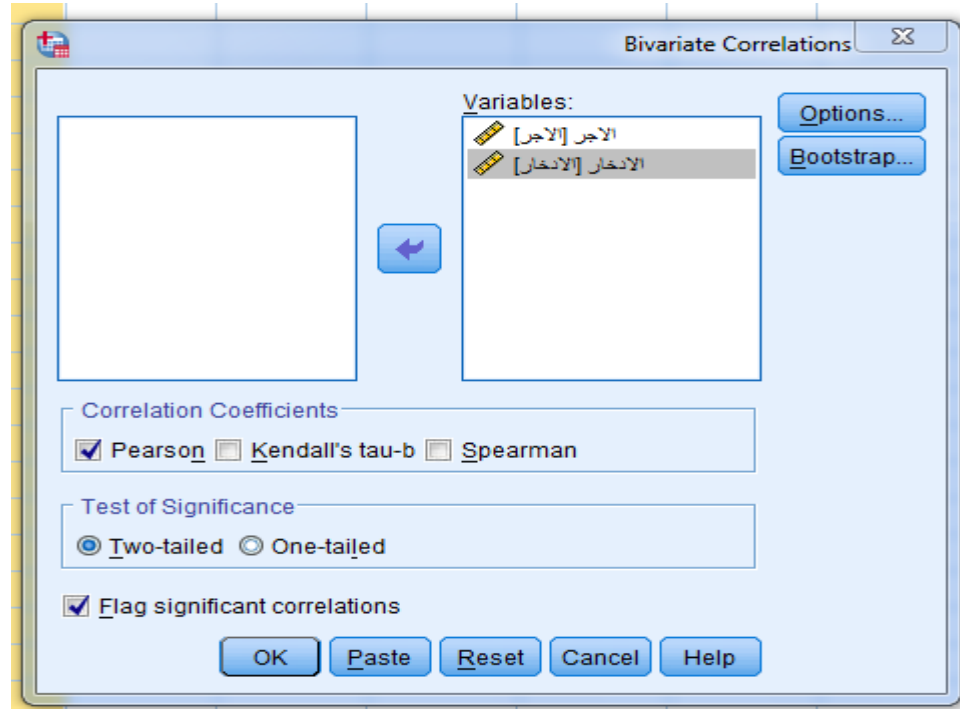 Bivariate Correlations
Variables:
الاجر [الاجر]
الادخار [الادخار]
Options...
Bootstrap...
Correlation Coefficients
Pearson Kendall's tau-b Spearman
Test of Significance
Two-tailed One-tailed
Flag significant correlations
OK Paste Reset Cancel Help